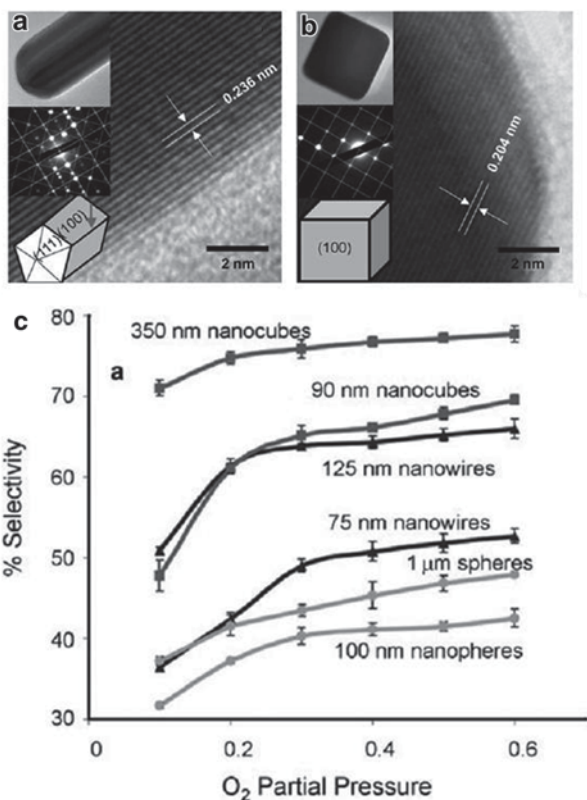 a
0.236 nm
(111)
(100)
2 nm
b
0.204 nm
(100)
2 nm
c
80
350 nm nanocubes
a
70
90 nm nanocubes
60
125 nm nanowires
% Selectivity
75 nm nanowires
50
1 µm spheres
40
100 nm nanopheres
30
0
0.2
0.4
0.6
O₂ Partial Pressure